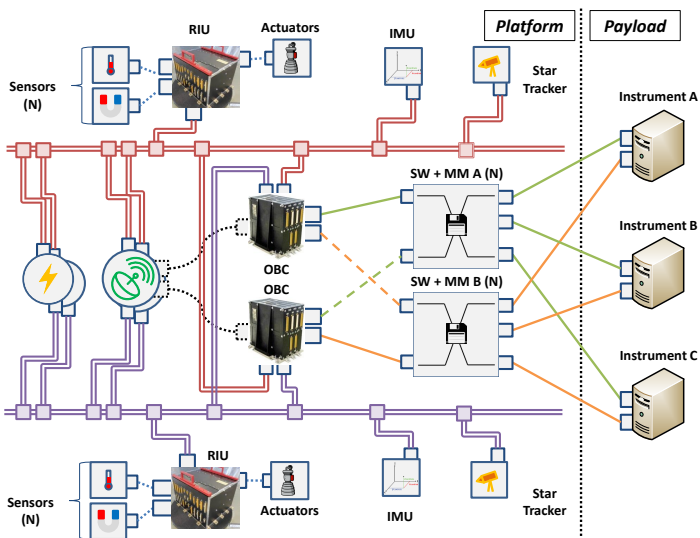 RIU
Actuators
IMU
Platform
Payload
Sensors
(N)
Star
Tracker
Instrument A
SW + MM A (N)
OBC
OBC
Instrument B
SW + MM B (N)
Instrument C
RIU
Sensors
(N)
Actuators
IMU
Star
Tracker